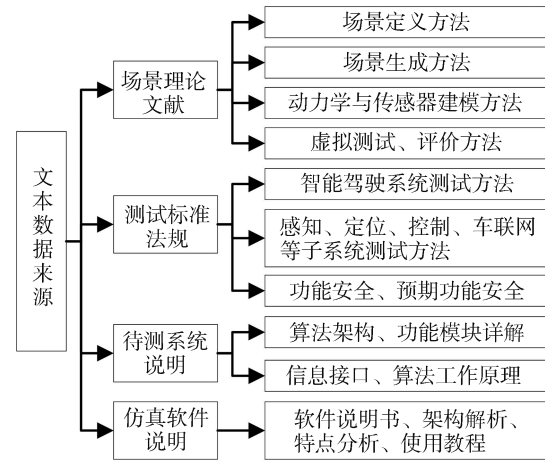 文本数据来源
场景理论
文献
场景定义方法
场景生成方法
动力学与传感器建模方法
虚拟测试、评价方法
测试标准
法规
智能驾驶系统测试方法
感知、定位、控制、车联网
等子系统测试方法
功能安全、预期功能安全
待测系统
说明
算法架构、功能模块详解
信息接口、算法工作原理
仿真软件
说明
软件说明书、架构解析、
特点分析、使用教程